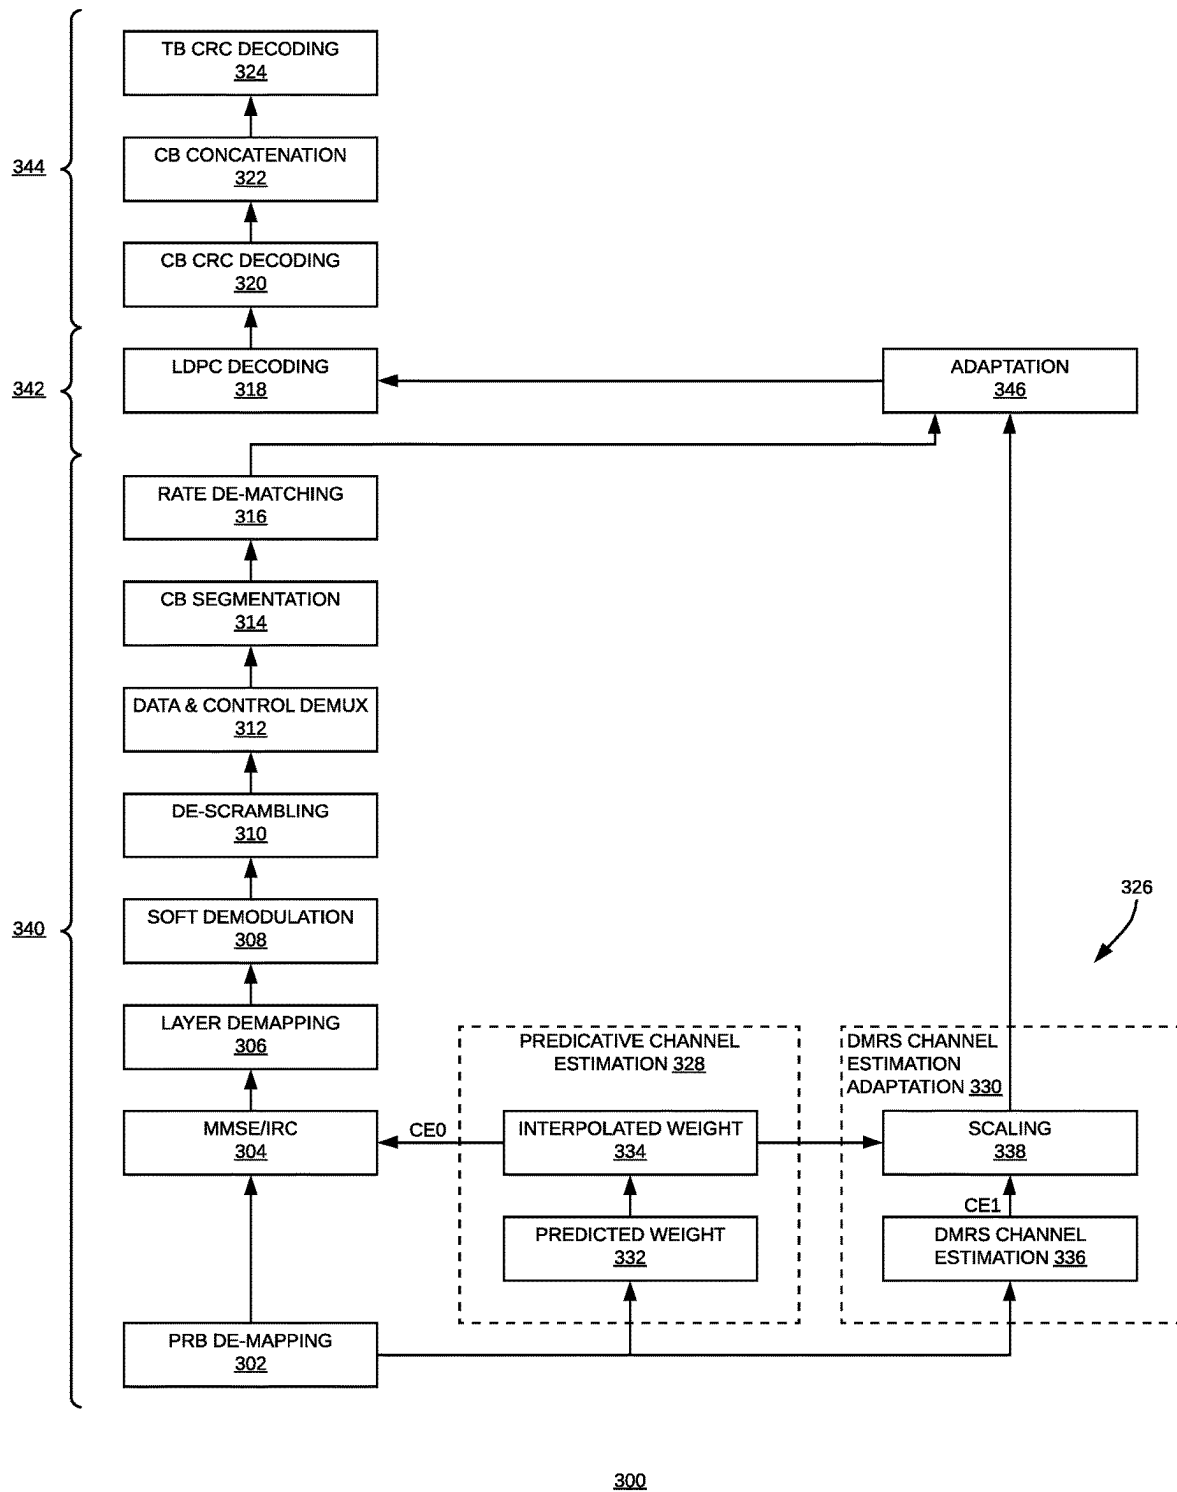 TB CRC DECODING
324
CB CONCATENATION
322
344
CB CRC DECODING
320
LDPC DECODING
318
ADAPTATION
346
342
RATE DE-MATCHING
316
CB SEGMENTATION
314
DATA & CONTROL DEMUX
312
DE-SCRAMBLING
310
326
SOFT DEMODULATION
308
340
LAYER DEMAPPING
306
PREDICATIVE CHANNEL
ESTIMATION 328
DMRS CHANNEL
ESTIMATION
ADAPTATION 330
MMSE/IRC
304
CE0
INTERPOLATED WEIGHT
334
SCALING
338
CE1
PREDICTED WEIGHT
332
DMRS CHANNEL
ESTIMATION 336
PRB DE-MAPPING
302
300